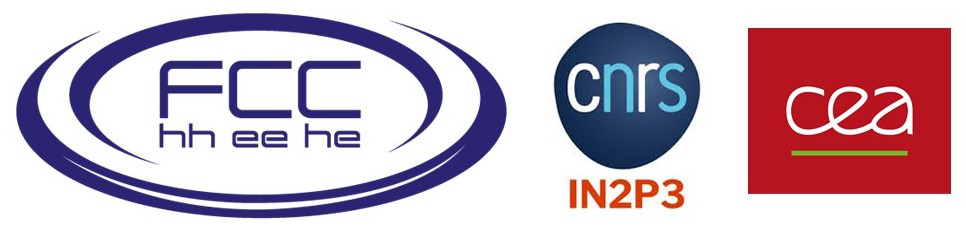 FCC
hh ee he
cnrs
IN2P3
cea